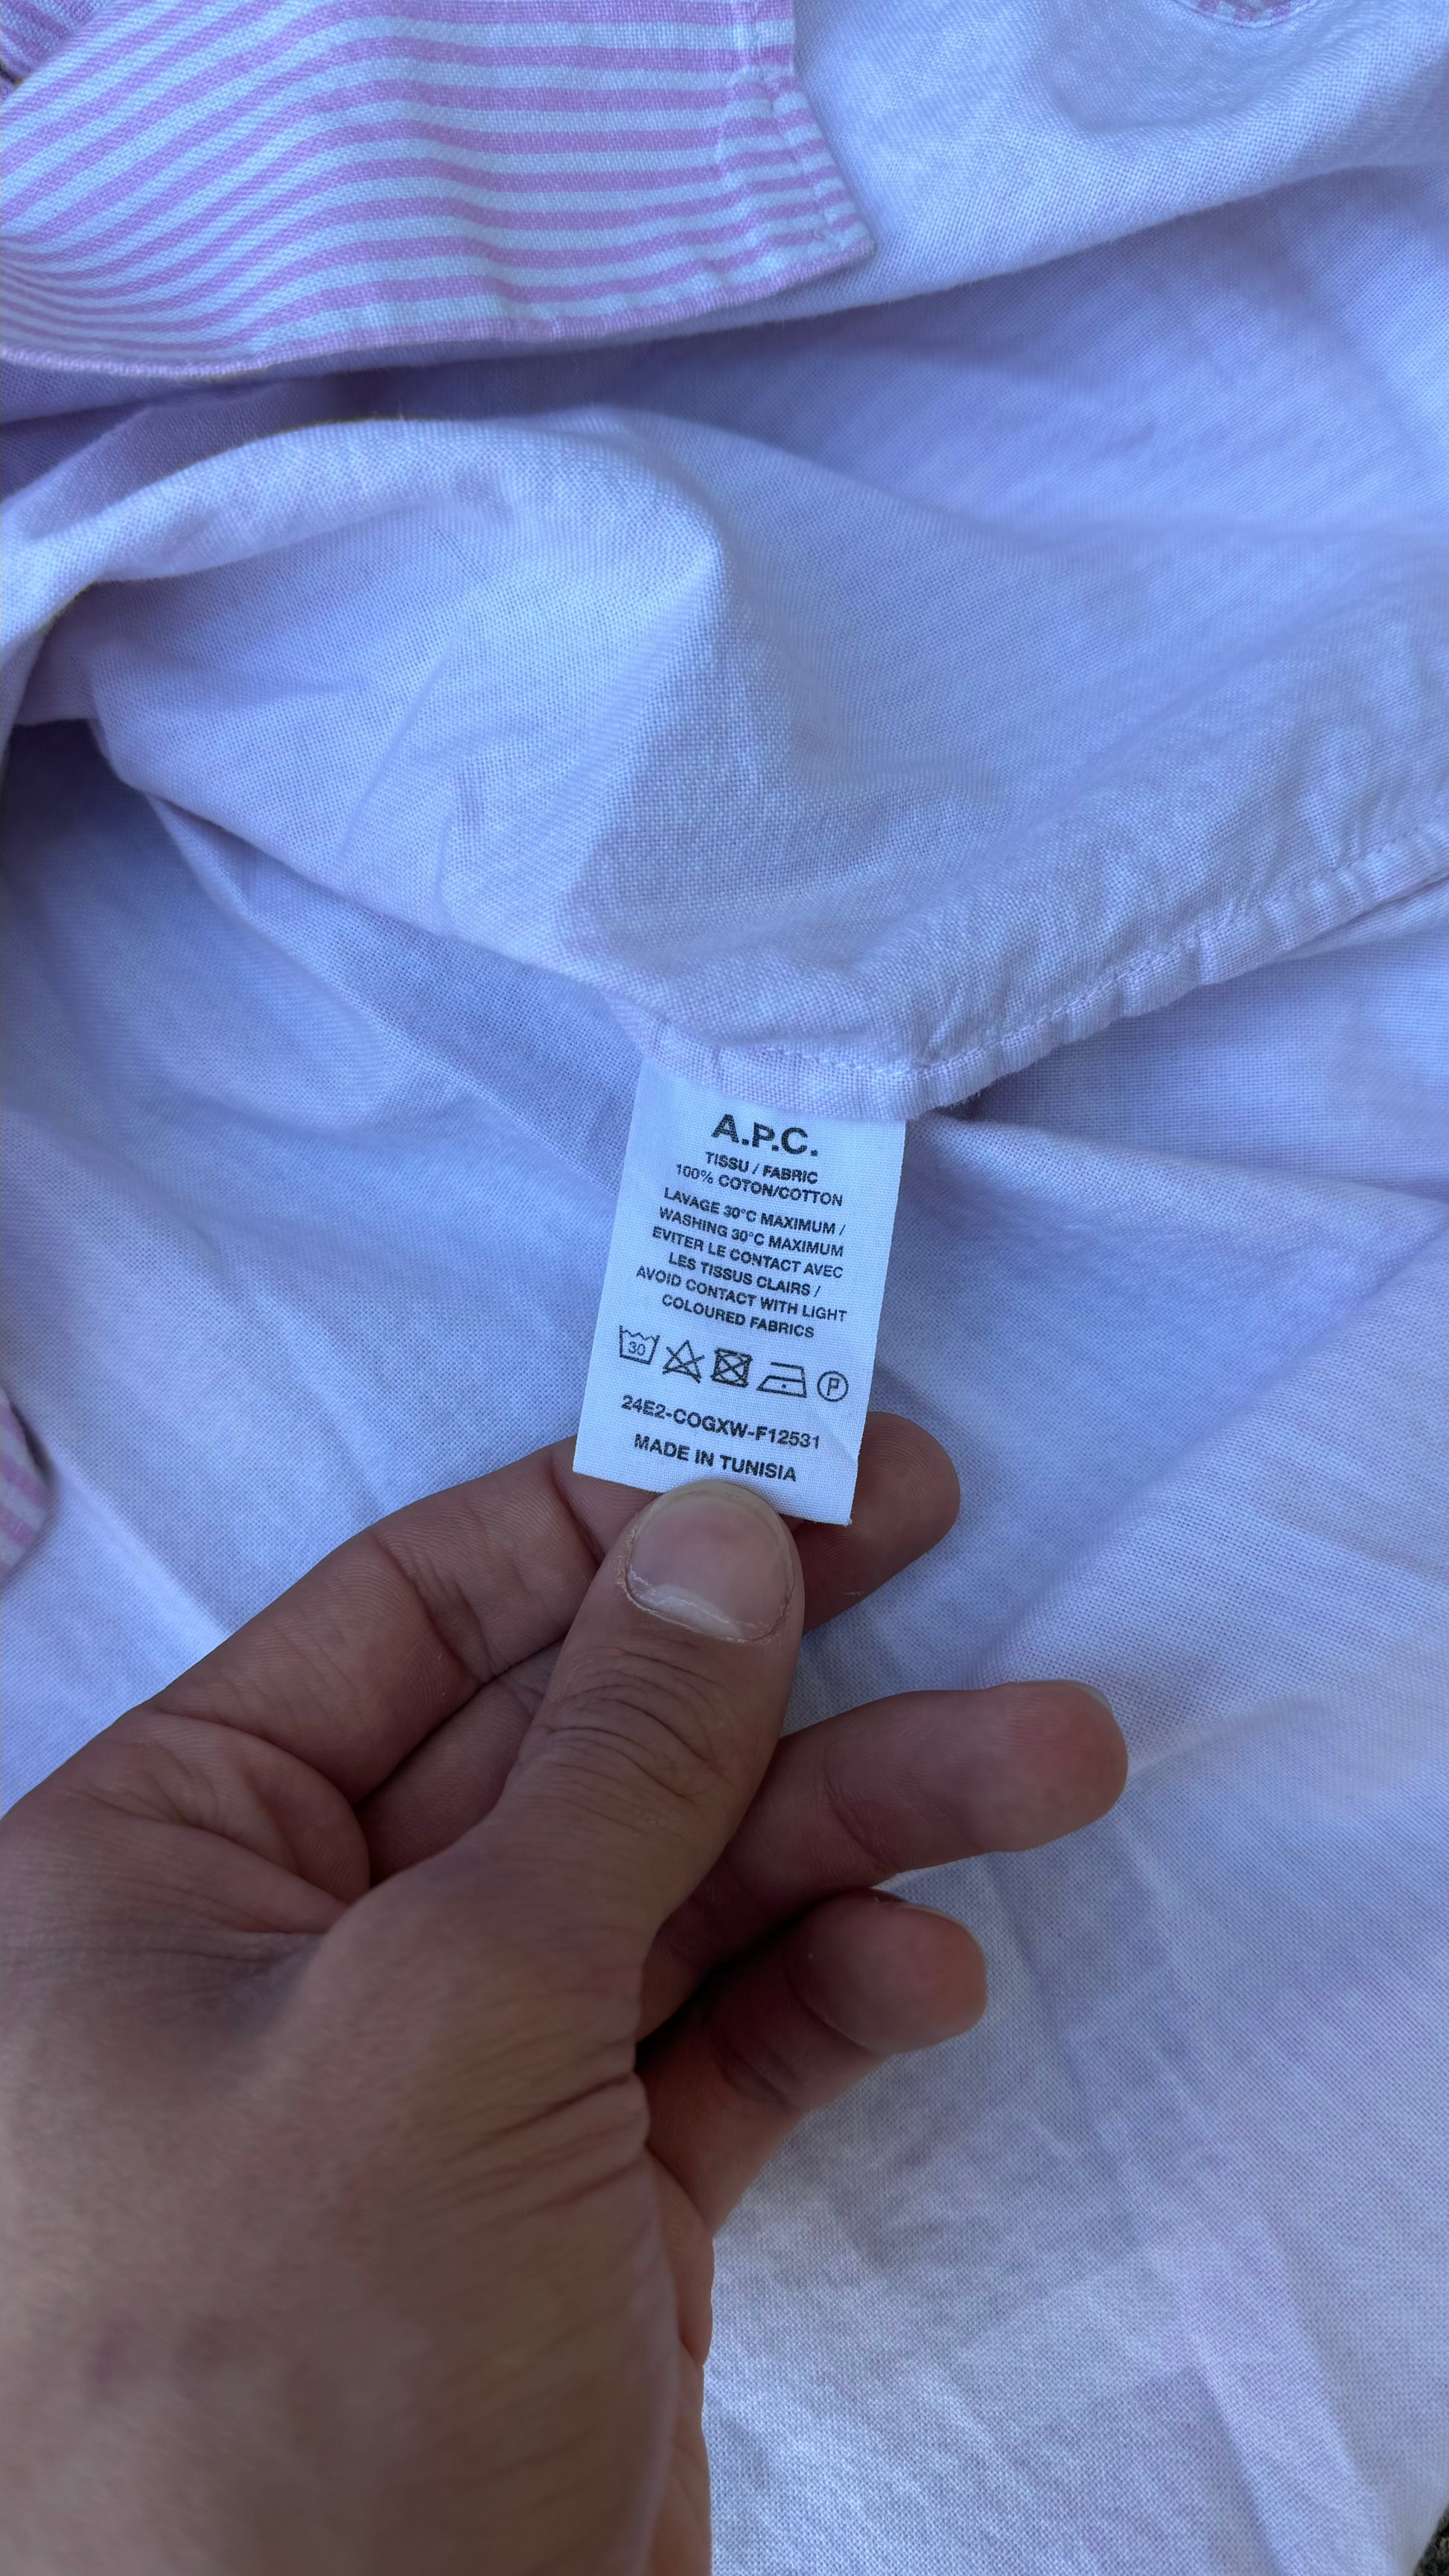 A.P.C.
TISSU / FABRIC
100% COTON/COTTON
LAVAGE 30°C MAXIMUM /
WASHING 30°C MAXIMUM
EVITER LE CONTACT AVEC
LES TISSUS CLAIRS /
AVOID CONTACT WITH LIGHT
COLOURED FABRICS
30 P
24E2-COGXW-F12531
MADE IN TUNISIA